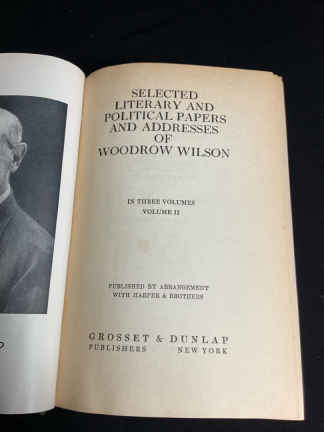 SELECTED
LITERARY AND
POLITICAL PAPERS
AND ADDRESSES
OF
WOODROW WILSON
IN THREE VOLUMES
VOLUME II
PUBLISHED BY ARRANGEMENT
WITH HARPER & BROTHERS
GROSSET & DUNLAP
PUBLISHERS NEW YORK